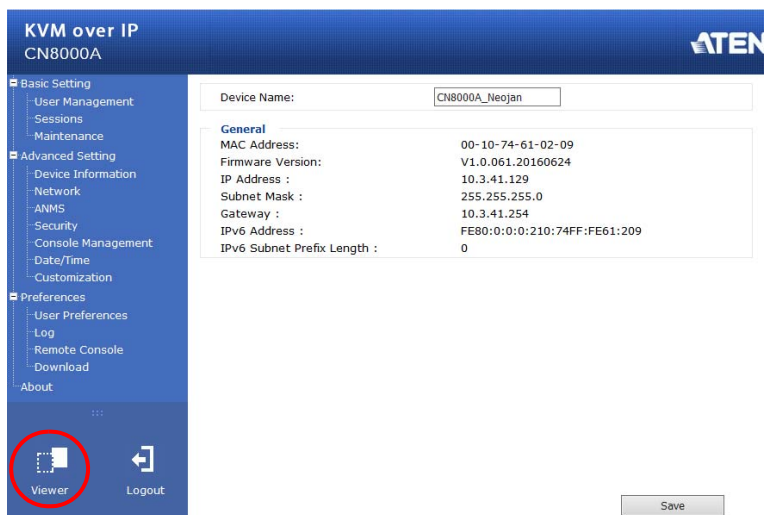 KVM over IP
CN8000A
ATEN
Basic Setting
User Management
Sessions
Maintenance
Advanced Setting
Device Information
Network
ANMS
Security
Console Management
Date/Time
Customization
Preferences
User Preferences
Log
Remote Console
Download
About
Viewer
Logout
Device Name: CN8000A_Neojan
General
MAC Address: 00-10-74-61-02-09
Firmware Version: V1.0.061.20160624
IP Address : 10.3.41.129
Subnet Mask : 255.255.255.0
Gateway : 10.3.41.254
IPv6 Address : FE80:0:0:0:210:74FF:FE61:209
IPv6 Subnet Prefix Length : 0
Save